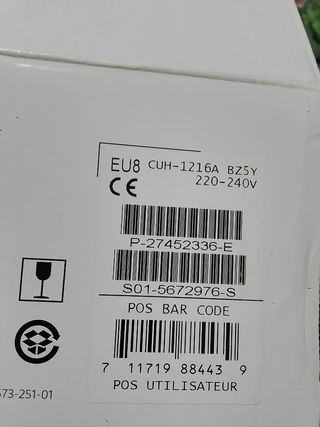 EU8 CUH-1216A BZ5Y
CE 220-240V
P-27452336-E
S01-5672976-S
POS BAR CODE
7 11719 88443 9
POS UTILISATEUR
573-251-01